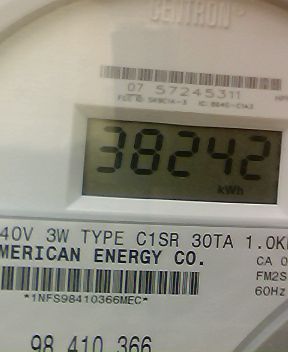 CENTRON®
07 57245311
38242
kWh
40V 3W TYPE C1SR 30TA 1.0K
MERICAN ENERGY CO.
CA 0
FM2S
60Hz
*1NFS98410366MEC*
98 410 366